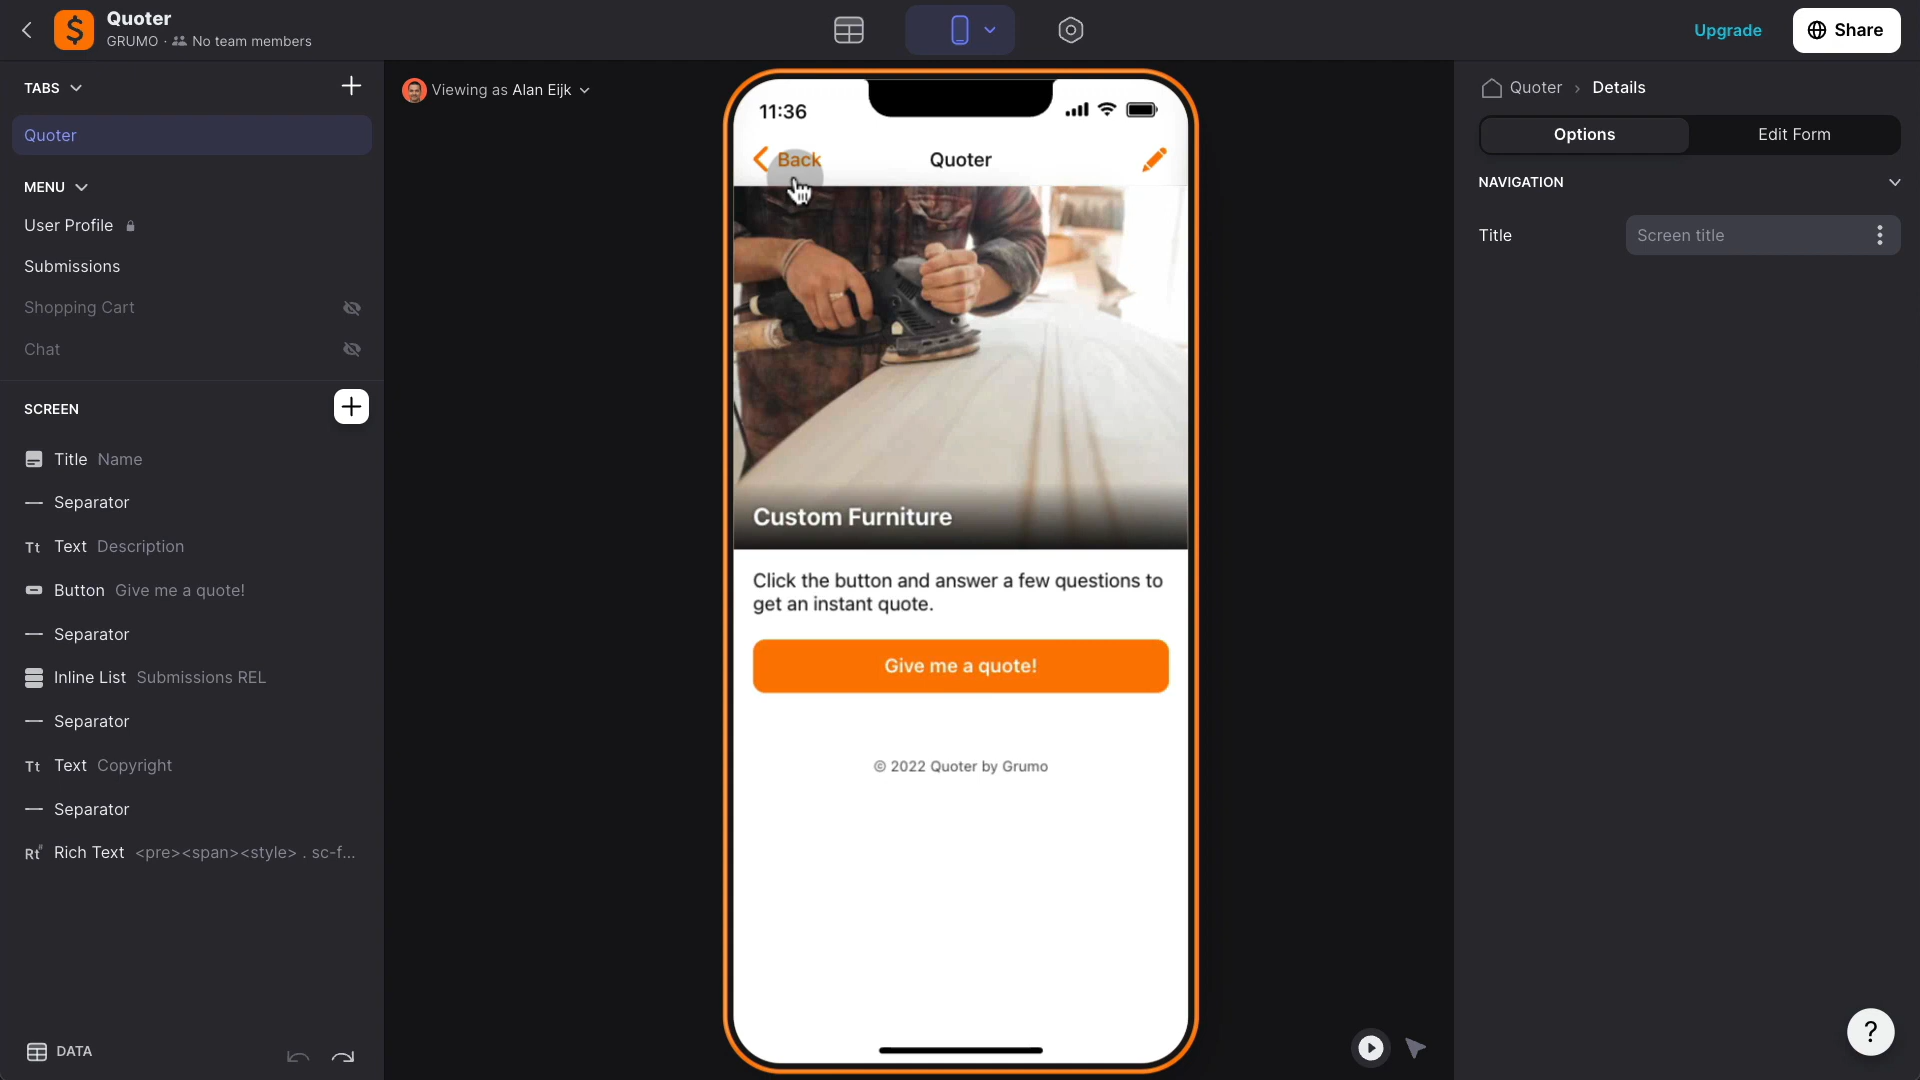 Quoter
GRUMO · No team members
Upgrade
Share
TABS
Quoter
MENU
User Profile
Submissions
Shopping Cart
Chat
SCREEN
Title Name
Separator
Text Description
Button Give me a quote!
Separator
Inline List Submissions REL
Separator
Text Copyright
Separator
Rich Text <pre><span><style> . sc-f...
DATA
Viewing as Alan Eijk
11:36
Back
Quoter
Custom Furniture
Click the button and answer a few questions to
get an instant quote.
Give me a quote!
© 2022 Quoter by Grumo
Quoter › Details
Options
Edit Form
NAVIGATION
Title
Screen title
?